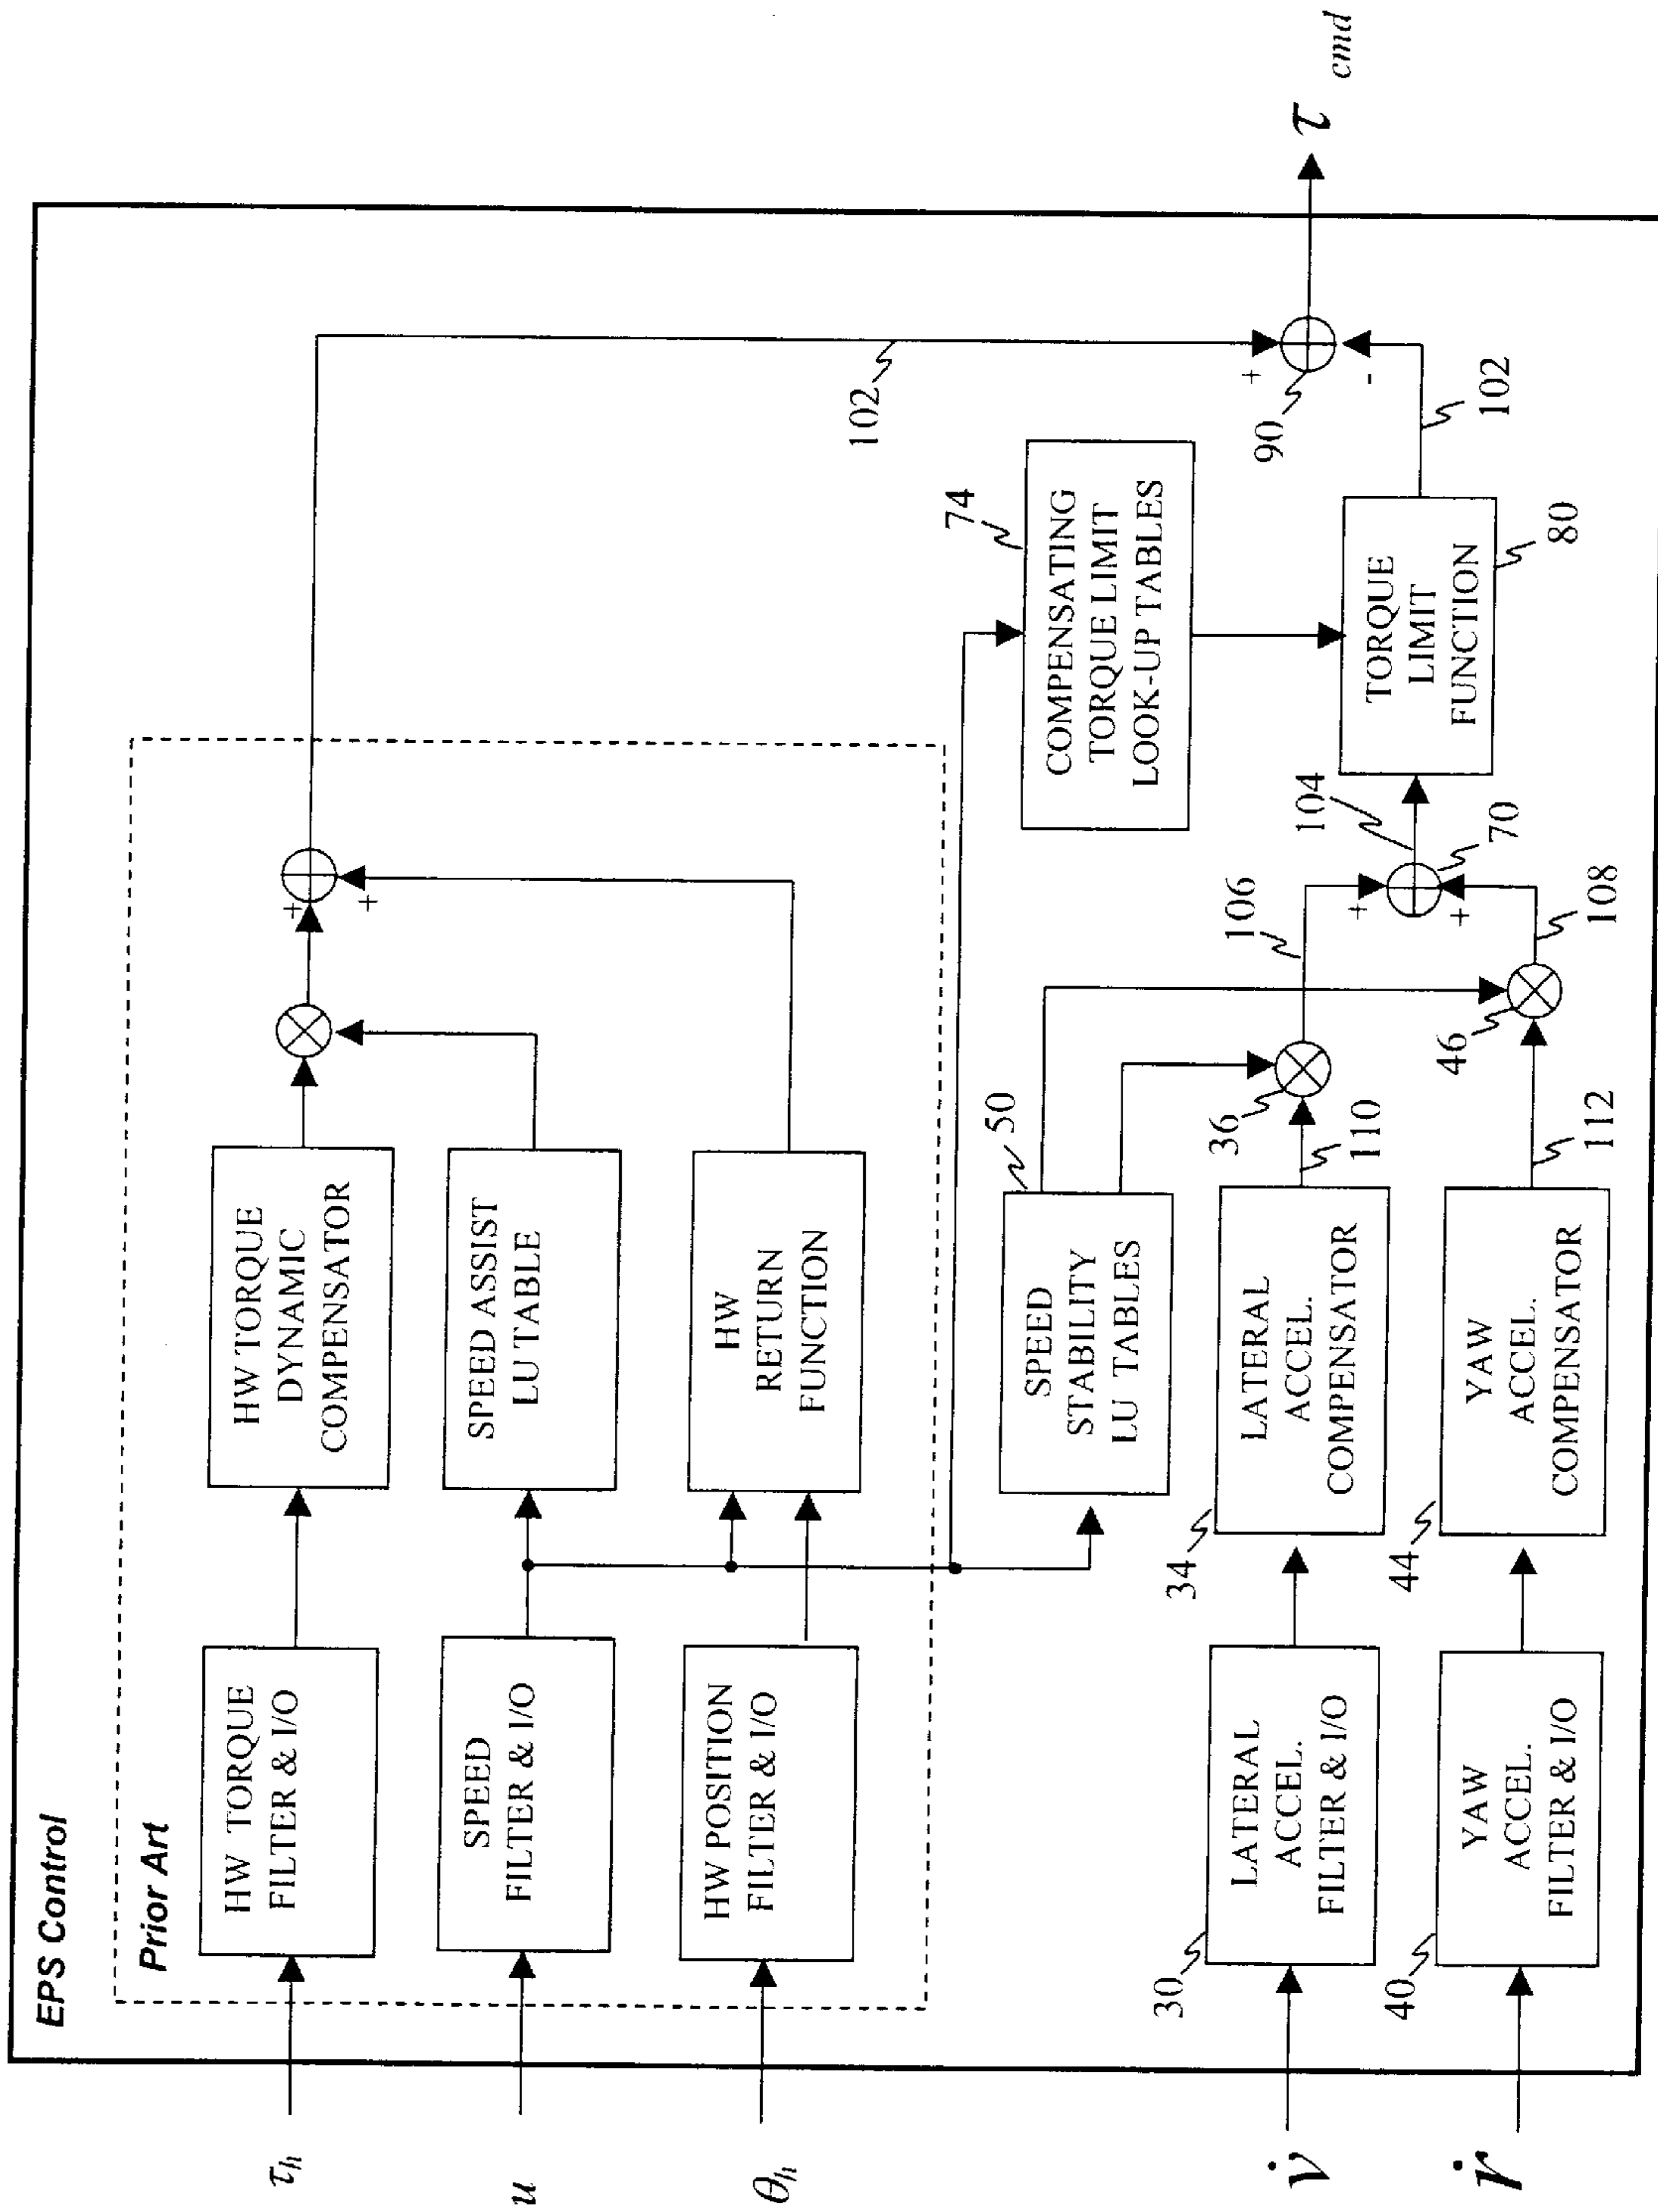 EPS Control
Prior Art
τh
HW TORQUE
FILTER & I/O
HW TORQUE
DYNAMIC
COMPENSATOR
+
+
u
SPEED
FILTER & I/O
SPEED ASSIST
LU TABLE
θh
HW POSITION
FILTER & I/O
HW
RETURN
FUNCTION
102
+
-
90
τ cmd
74
COMPENSATING
TORQUE LIMIT
LOOK-UP TABLES
50
SPEED
STABILITY
LU TABLES
v̇
30
LATERAL
ACCEL.
FILTER & I/O
34
LATERAL
ACCEL.
COMPENSATOR
36
110
106
104
+
+
70
TORQUE
LIMIT
FUNCTION
80
102
ṙ
40
YAW
ACCEL.
FILTER & I/O
44
YAW
ACCEL.
COMPENSATOR
112
46
108